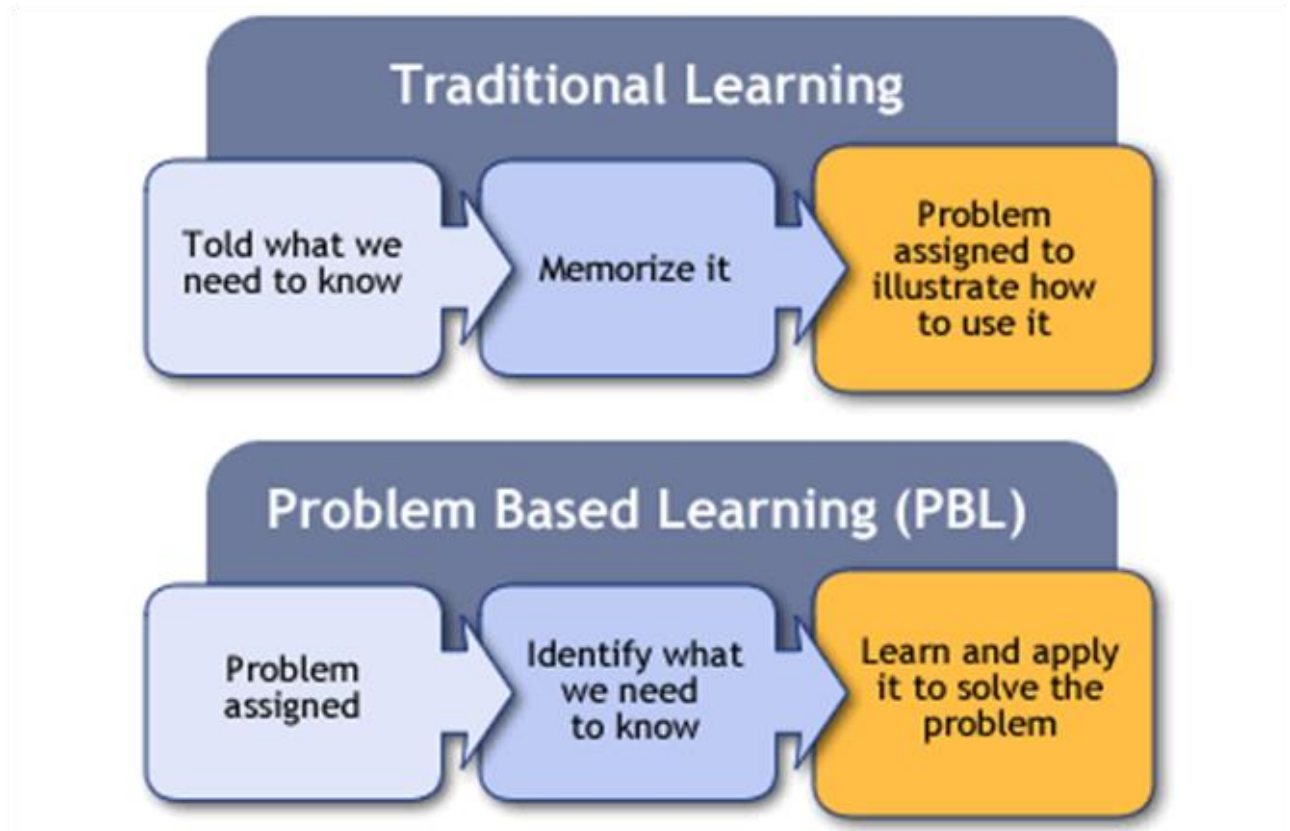 Traditional Learning
Told what we
need to know
Memorize it
Problem
assigned to
illustrate how
to use it
Problem Based Learning (PBL)
Problem
assigned
Identify what
we need
to know
Learn and apply
it to solve the
problem